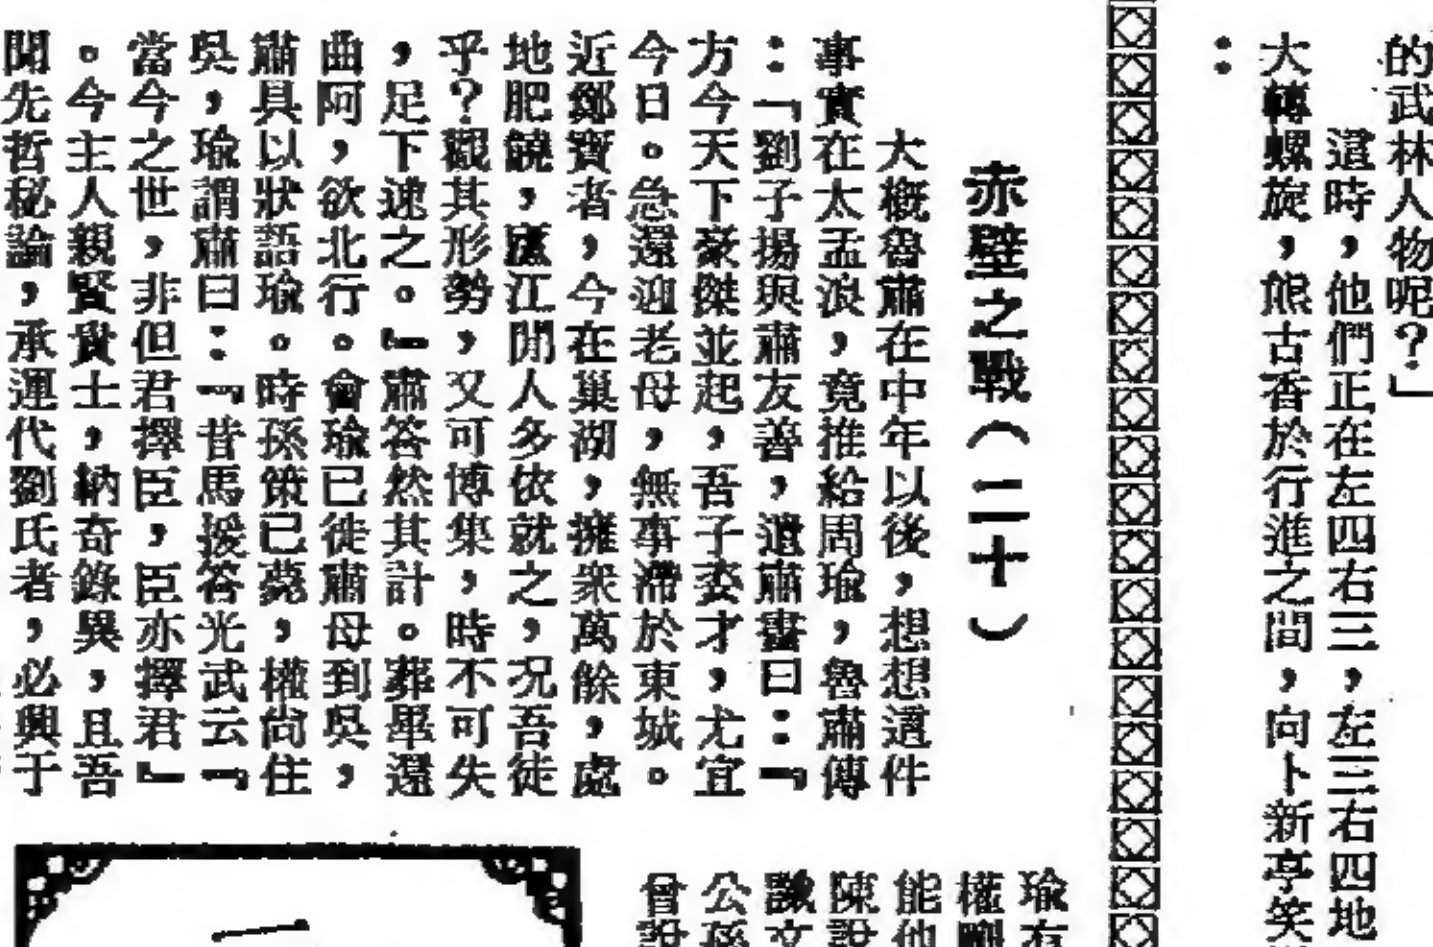 的武林人物呢?」
這時,他們正在左四右三,左三右四地
大轉螺旋,熊古香於行進之間,向卜新亭笑
:
赤壁之戰(二十)
大概魯肅在中年以後,想想這件
事實在太孟浪,竟推給周瑜,魯肅傳
:「劉子揚與肅友善,遺肅書曰:『
方今天下豪傑並起,吾子姿才,尤宜
今日。急還迎老母,無事滯於東城。
近鄭寶者,今在巢湖,擁衆萬餘,處
地肥饒,廬江閒人多依就之,況吾徒
乎?觀其形勢,又可博集,時不可失
,足下速之。』肅答然其計。葬畢還
曲阿,欲北行。會瑜已徙肅母到吳,
肅具以狀語瑜。時孫策已薨,權尚住
吳,瑜謂肅曰:『昔馬援答光武云『
當今之世,非但君擇臣,臣亦擇君』
。今主人親賢貴士,納奇錄異,且吾
聞先哲秘論,承運代劉氏者,必興于
瑜有
權
能他
陳說
文
公孫
曾說